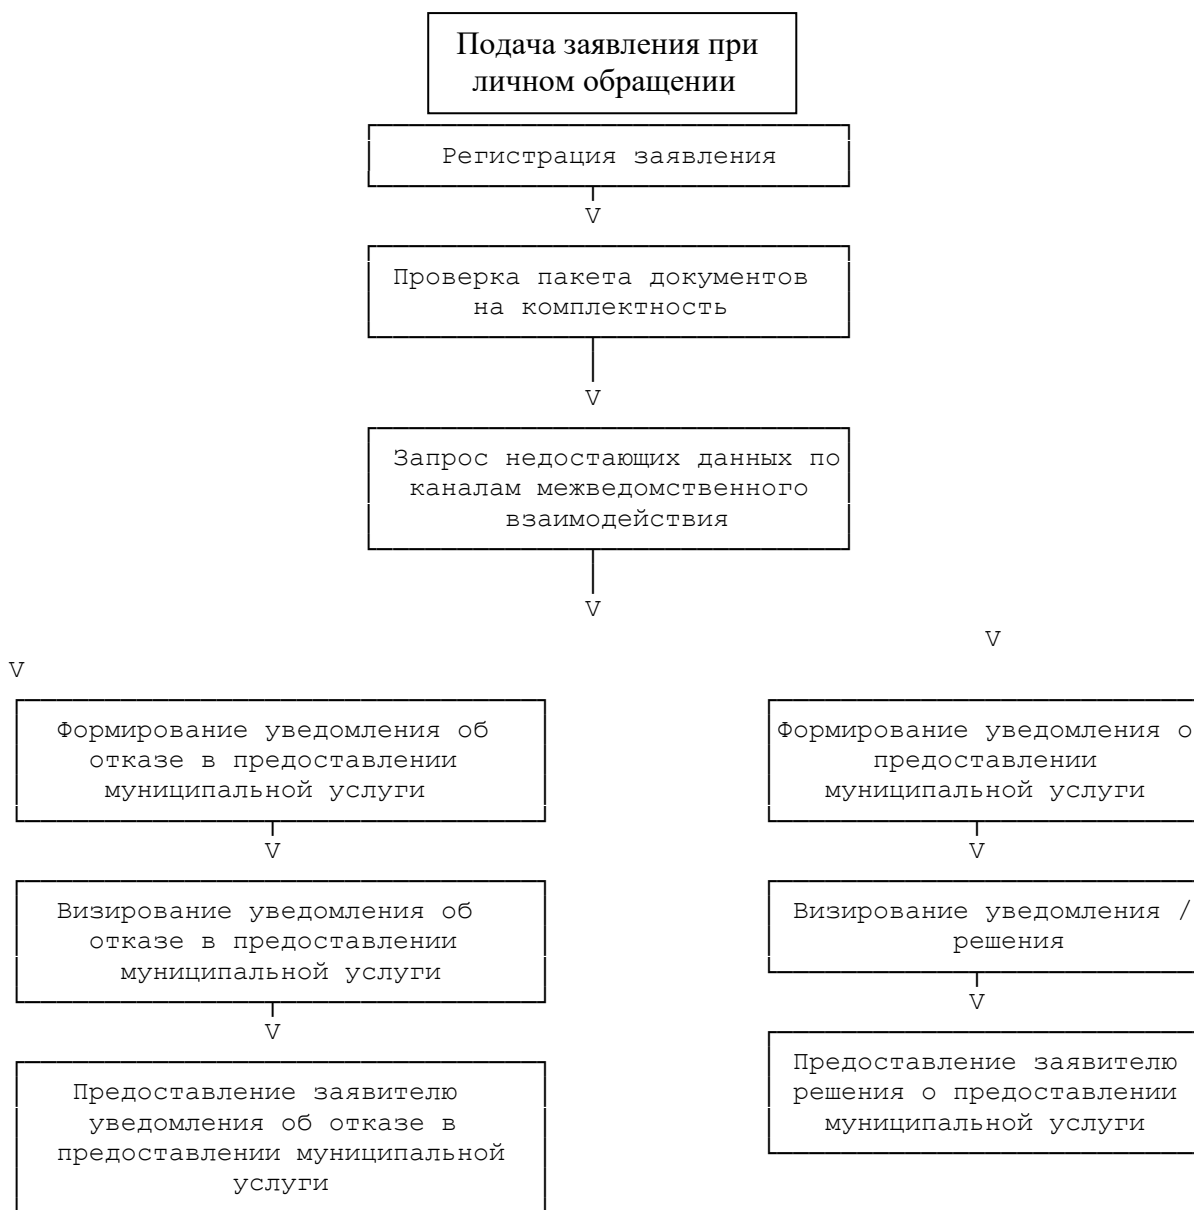 Подача заявления при
личном обращении
Регистрация заявления
V
Проверка пакета документов
на комплектность
V
Запрос недостающих данных по
каналам межведомственного
взаимодействия
V
V
V
Формирование уведомления об
отказе в предоставлении
муниципальной услуги
V
Визирование уведомления об
отказе в предоставлении
муниципальной услуги
V
Предоставление заявителю
уведомления об отказе в
предоставлении муниципальной
услуги
Формирование уведомления о
предоставлении
муниципальной услуги
V
Визирование уведомления /
решения
V
Предоставление заявителю
решения о предоставлении
муниципальной услуги